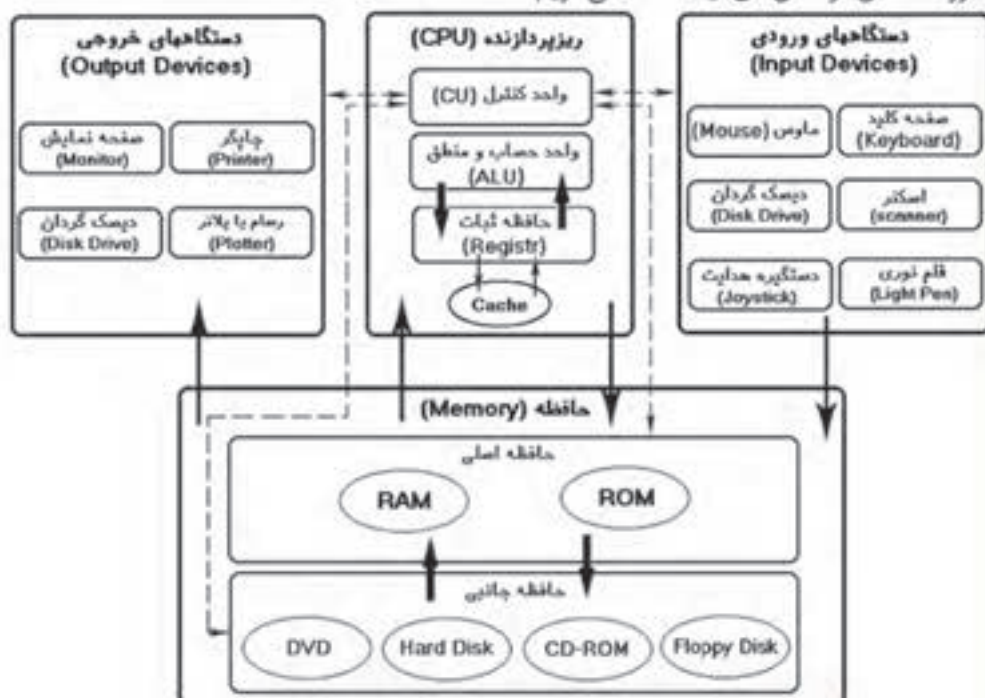 دستگاههای ورودی
(Input Devices)
صفحه کلید
(Keyboard)
ماوس (Mouse)
اسکنر
(scnnner)
دیسک گردان
(Disk Drive)
قلم نوری
(Light Pen)
دستگیره هدایت
(Joystick)
ریزپردازنده (CPU)
واحد کنترل (CU)
واحد حساب و منطق
(ALU)
حافظه ثبات
(Registr)
Cache
دستگاههای خروجی
(Output Devices)
چاپگر
(Printer)
صفحه نمایش
(Monitor)
رسام یا پلاتر
(Plotter)
دیسک گردان
(Disk Drive)
حافظه (Memory)
حافظه اصلی
RAM
ROM
حافظه جانبی
DVD
Hard Disk
CD-ROM
Floppy Disk